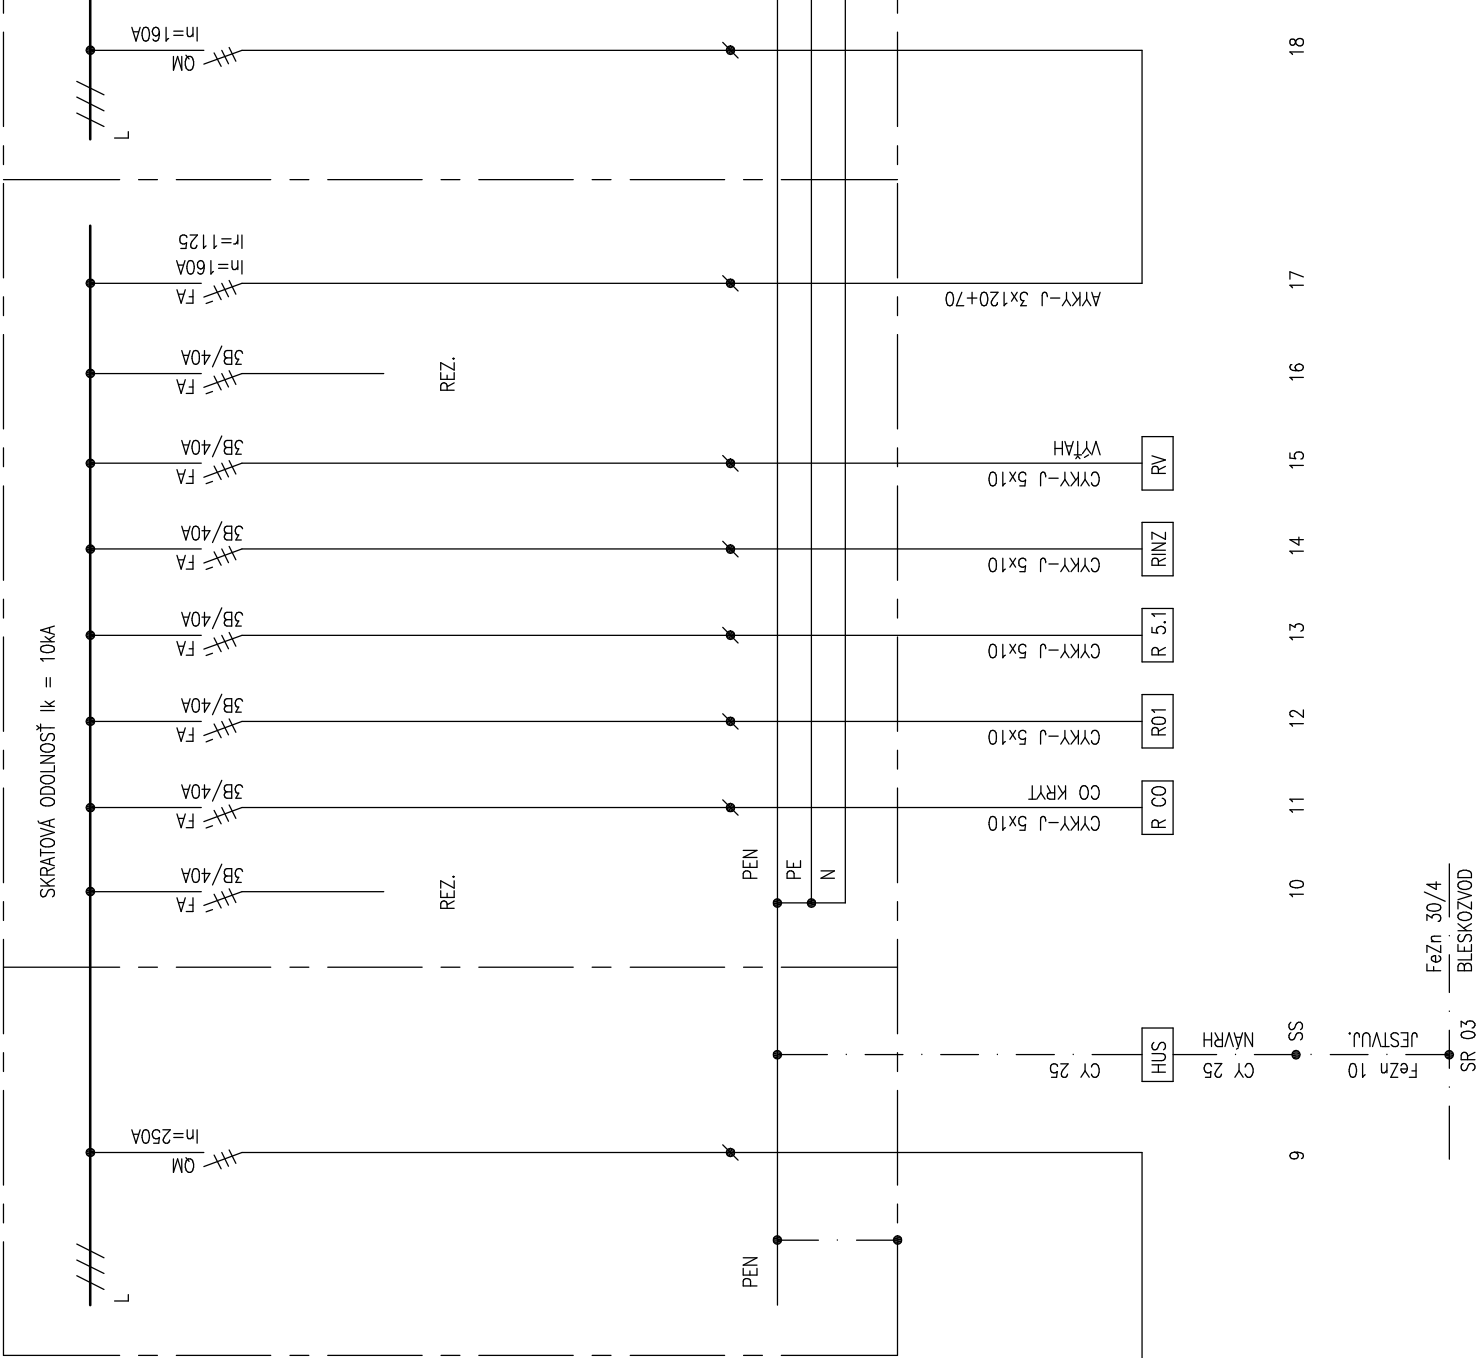 In=160A
QM
L
18
Ir=1125
In=160A
FA
AYKY-J 3x120+70
17
3B/40A
FA
REZ.
16
3B/40A
FA
VÝŤAH
CYKY-J 5x10
RV
15
3B/40A
FA
CYKY-J 5x10
RINZ
14
3B/40A
FA
CYKY-J 5x10
R 5.1
13
3B/40A
FA
CYKY-J 5x10
R01
12
SKRATOVÁ ODOLNOSŤ Ik = 10kA
3B/40A
FA
CO KRYT
CYKY-J 5x10
R CO
11
3B/40A
FA
REZ.
PEN
PE
N
10
FeZn 30/4
BLESKOZVOD
CY 25
HUS
NÁVRH
CY 25
SS
JESTVUJ.
FeZn 10
SR 03
In=250A
QM
9
L
PEN